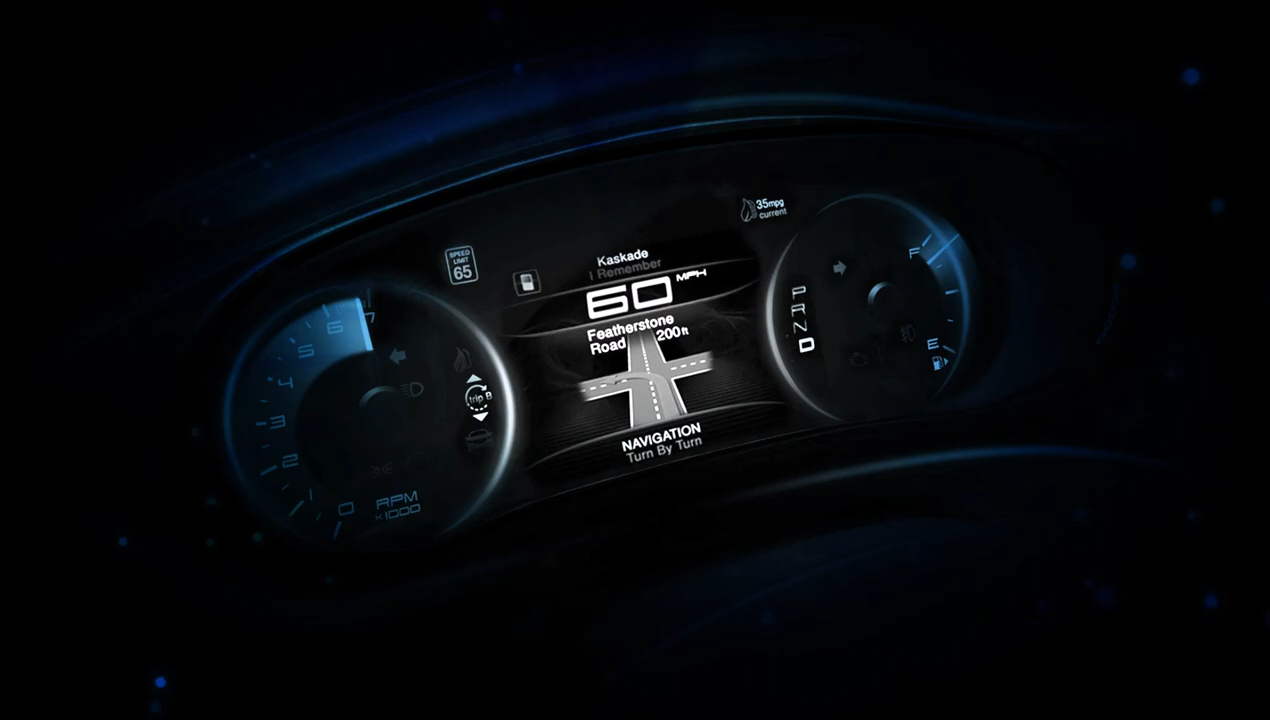 SPEED
LIMIT
65
35mpg
current
Kaskade
I Remember
60 MPH
Featherstone
Road 200 ft
NAVIGATION
Turn By Turn
7
6
5
4
3
2
1
0
RPM
x1000
trip B
P
R
N
D
F
E